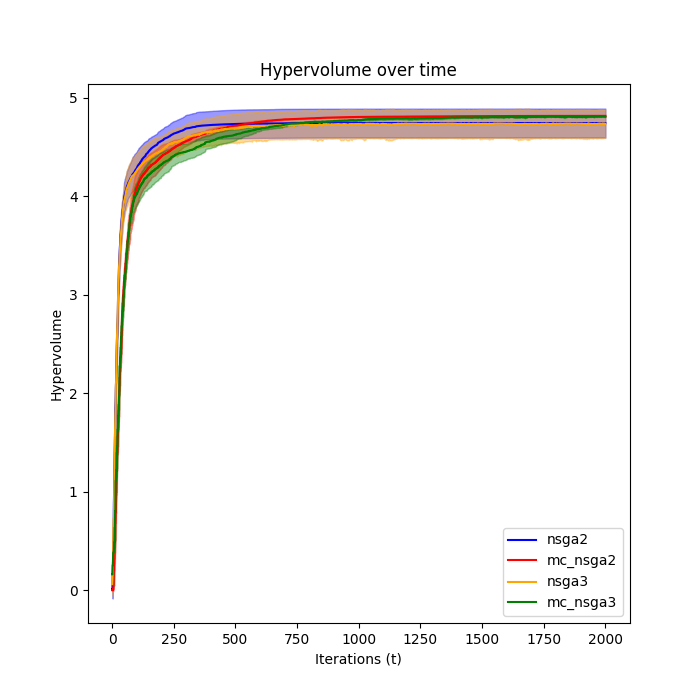 Hypervolume over time
5
4
3
2
1
0
Hypervolume
0 250 500 750 1000 1250 1500 1750 2000
Iterations (t)
nsga2
mc_nsga2
nsga3
mc_nsga3